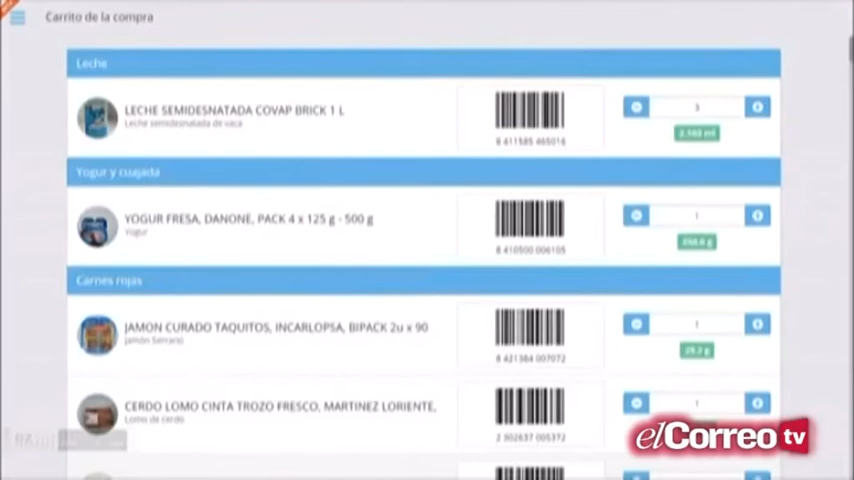 Carrito de la compra
Leche
LECHE SEMIDESNATADA COVAP BRICK 1 L
Leche semidesnatada de vaca
8 411585 465016
3
Yogur y cuajada
YOGUR FRESA, DANONE, PACK 4 x 125 g - 500 g
Yogur
8 410500 006105
1
Carnes rojas
JAMON CURADO TAQUITOS, INCARLOPSA, BIPACK 2u x 90
Jamón Serrano
8 421384 007072
1
CERDO LOMO CINTA TROZO FRESCO, MARTINEZ LORIENTE,
Lomo de cerdo
2 302637 005372
1
elCorreo tv